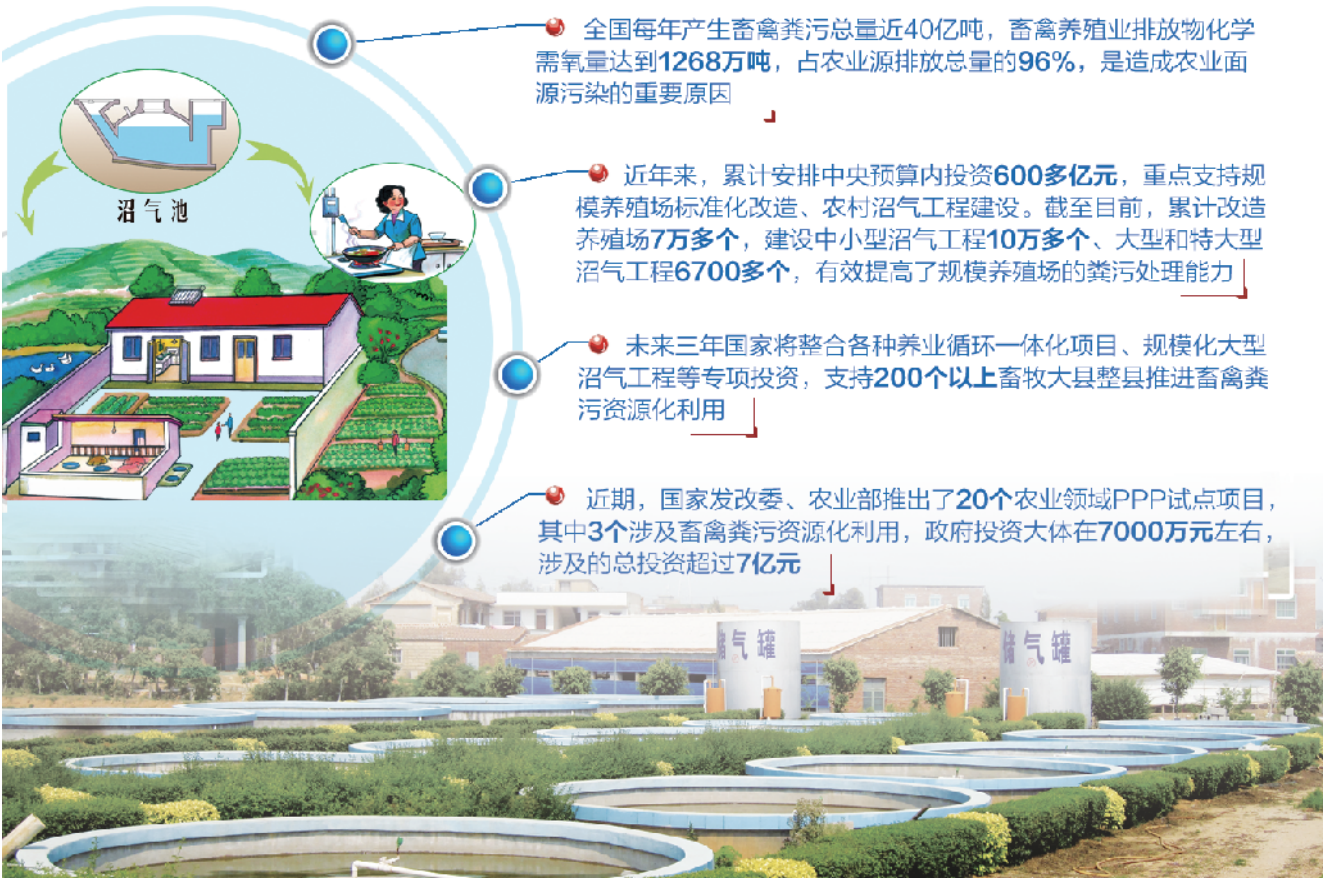 全国每年产生畜禽粪污总量近40亿吨，畜禽养殖业排放物化学
需氧量达到1268万吨，占农业源排放总量的96%，是造成农业面
源污染的重要原因
沼气池
近年来，累计安排中央预算内投资600多亿元，重点支持规
模养殖场标准化改造、农村沼气工程建设。截至目前，累计改造
养殖场7万多个，建设中小型沼气工程10万多个、大型和特大型
沼气工程6700多个，有效提高了规模养殖场的粪污处理能力
未来三年国家将整合各种养业循环一体化项目、规模化大型
沼气工程等专项投资，支持200个以上畜牧大县整县推进畜禽粪
污资源化利用
近期，国家发改委、农业部推出了20个农业领域PPP试点项目，
其中3个涉及畜禽粪污资源化利用，政府投资大体在7000万元左右，
涉及的总投资超过7亿元
储气罐
储气罐